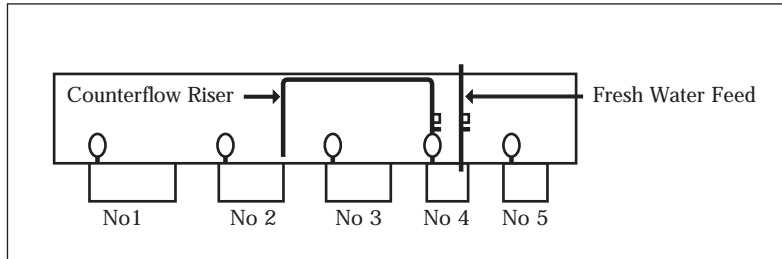 Counterflow Riser
Fresh Water Feed
No1
No 2
No 3
No 4
No 5